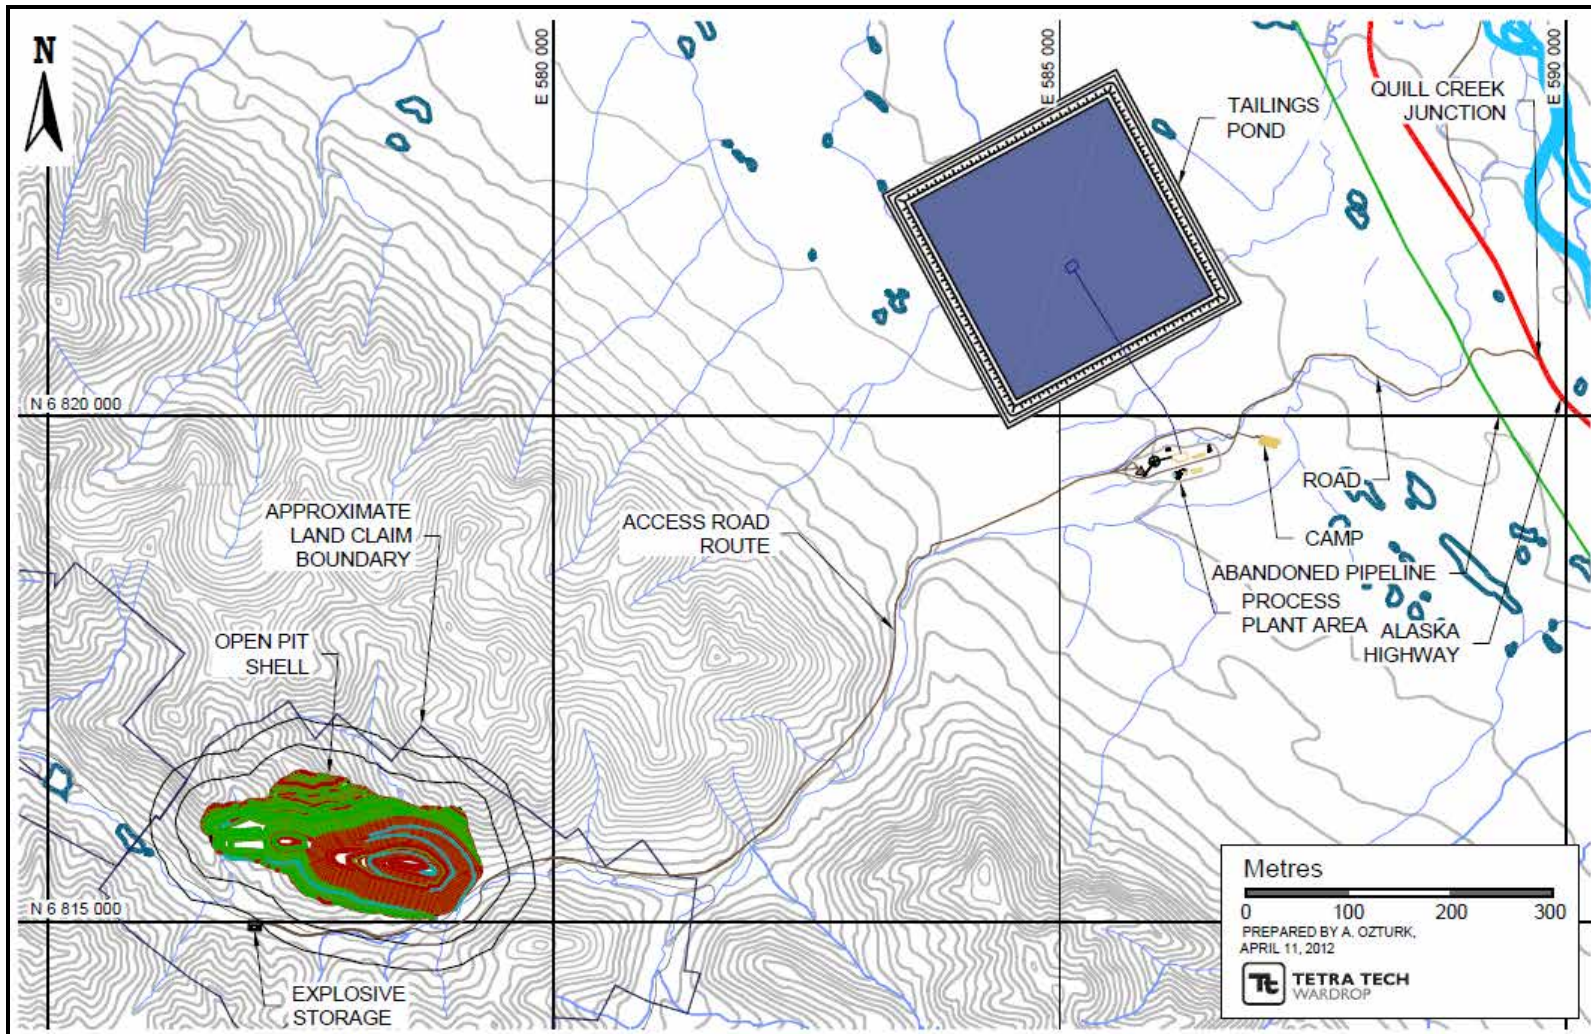 N
E 580 000
E 585 000
E 590 000
QUILL CREEK
JUNCTION
TAILINGS
POND
N 6 820 000
APPROXIMATE
LAND CLAIM
BOUNDARY
ACCESS ROAD
ROUTE
ROAD
CAMP
ABANDONED PIPELINE
PROCESS
PLANT AREA
ALASKA
HIGHWAY
OPEN PIT
SHELL
N 6 815 000
EXPLOSIVE
STORAGE
Metres
0 100 200 300
PREPARED BY A. OZTURK,
APRIL 11, 2012
Tt
TETRA TECH
WARDROP